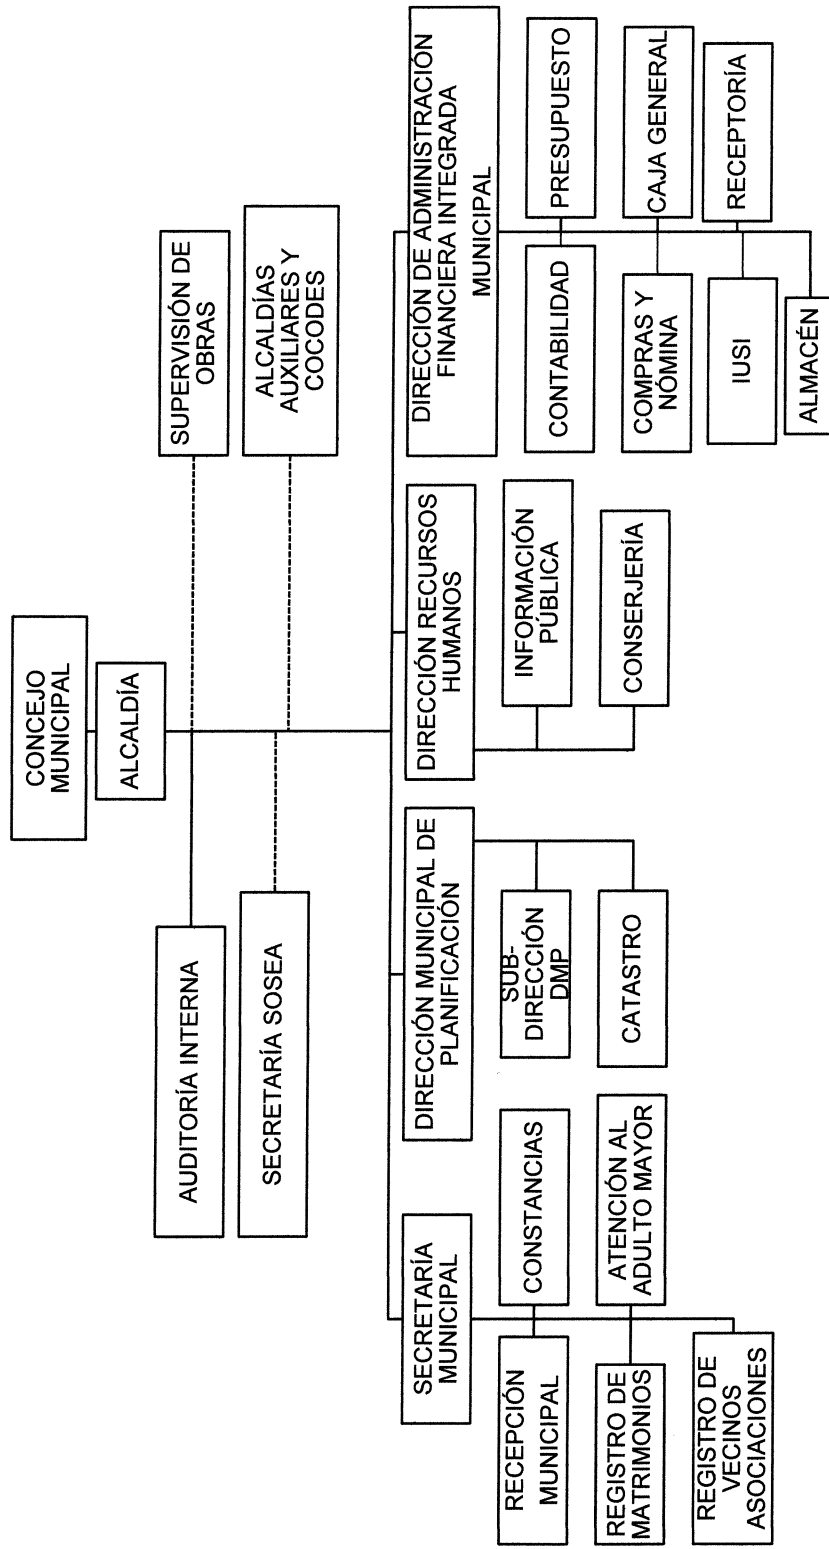 CONCEJO
MUNICIPAL
ALCALDÍA
AUDITORÍA INTERNA
SUPERVISIÓN DE
OBRAS
SECRETARÍA SOSEA
ALCALDÍAS
AUXILIARES Y
COCODES
SECRETARÍA
MUNICIPAL
DIRECCIÓN MUNICIPAL DE
PLANIFICACIÓN
DIRECCIÓN RECURSOS
HUMANOS
DIRECCIÓN DE ADMINISTRACIÓN
FINANCIERA INTEGRADA
MUNICIPAL
RECEPCIÓN
MUNICIPAL
CONSTANCIAS
REGISTRO DE
MATRIMONIOS
ATENCIÓN AL
ADULTO MAYOR
REGISTRO DE
VECINOS
ASOCIACIONES
SUB-
DIRECCIÓN
DMP
CATASTRO
INFORMACIÓN
PÚBLICA
CONSERJERÍA
CONTABILIDAD
PRESUPUESTO
COMPRAS Y
NÓMINA
CAJA GENERAL
IUSI
RECEPTORÍA
ALMACÉN